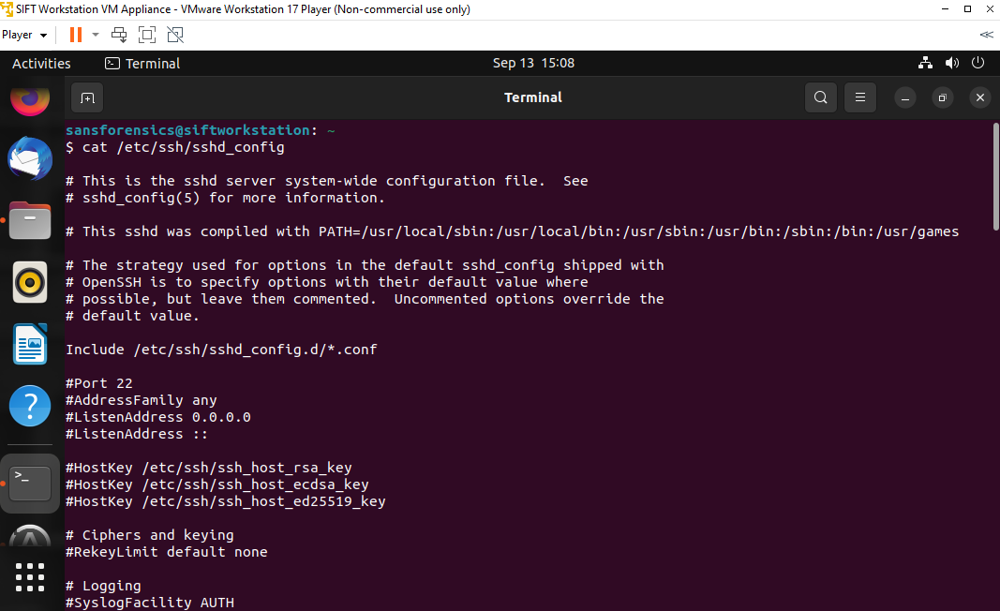 SIFT Workstation VM Appliance - VMware Workstation 17 Player (Non-commercial use only)
Player
Activities
Terminal
Sep 13 15:08
Terminal
sansforensics@siftworkstation: ~
$ cat /etc/ssh/sshd_config
# This is the sshd server system-wide configuration file.  See
# sshd_config(5) for more information.
# This sshd was compiled with PATH=/usr/local/sbin:/usr/local/bin:/usr/sbin:/usr/bin:/sbin:/bin:/usr/games
# The strategy used for options in the default sshd_config shipped with
# OpenSSH is to specify options with their default value where
# possible, but leave them commented.  Uncommented options override the
# default value.
Include /etc/ssh/sshd_config.d/*.conf
#Port 22
#AddressFamily any
#ListenAddress 0.0.0.0
#ListenAddress ::
#HostKey /etc/ssh/ssh_host_rsa_key
#HostKey /etc/ssh/ssh_host_ecdsa_key
#HostKey /etc/ssh/ssh_host_ed25519_key
# Ciphers and keying
#RekeyLimit default none
# Logging
#SyslogFacility AUTH